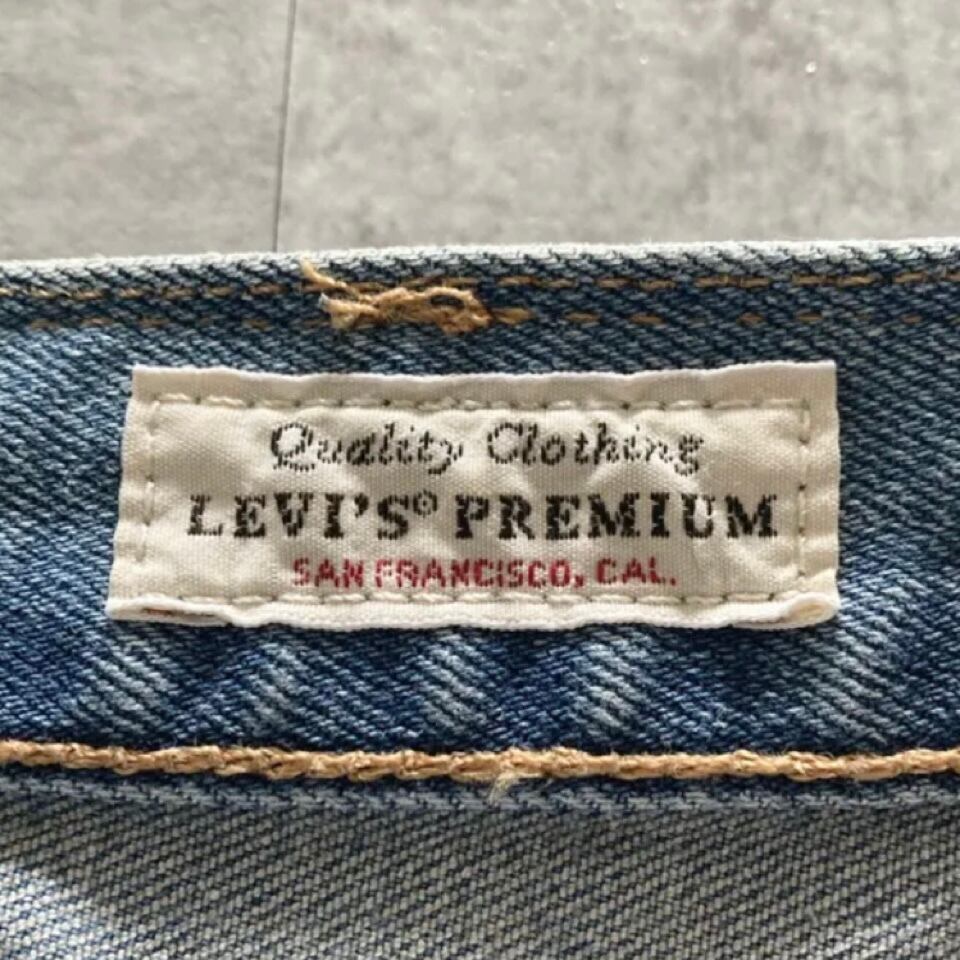 Quality Clothing
LEVI'S® PREMIUM
SAN FRANCISCO, CAL.